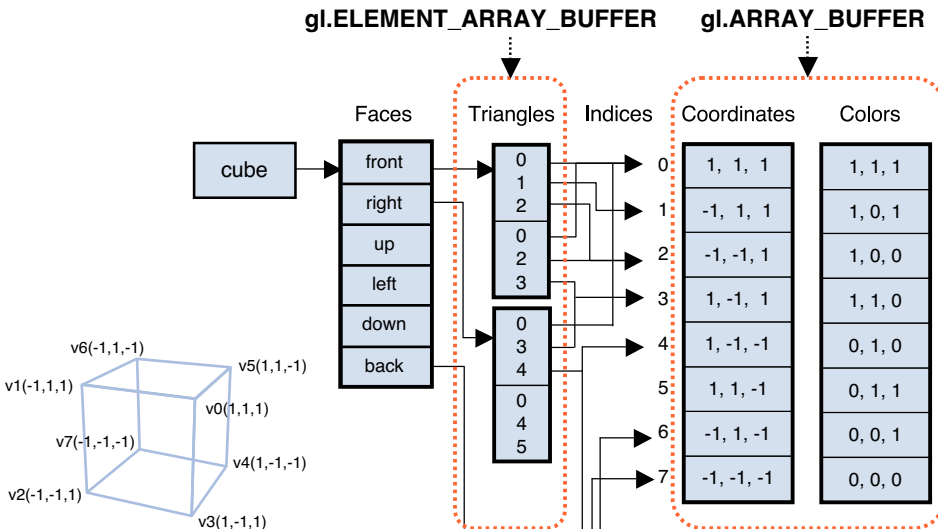 gl.ELEMENT_ARRAY_BUFFER
gl.ARRAY_BUFFER
Faces
Triangles
Indices
Coordinates
Colors
cube
front
right
up
left
down
back
0
1
2
0
2
3
0
3
4
0
4
5
0
1
2
3
4
5
6
7
1, 1, 1
-1, 1, 1
-1, -1, 1
1, -1, 1
1, -1, -1
1, 1, -1
-1, 1, -1
-1, -1, -1
1, 1, 1
1, 0, 1
1, 0, 0
1, 1, 0
0, 1, 0
0, 1, 1
0, 0, 1
0, 0, 0
v6(-1,1,-1)
v5(1,1,-1)
v1(-1,1,1)
v0(1,1,1)
v7(-1,-1,-1)
v4(1,-1,-1)
v2(-1,-1,1)
v3(1,-1,1)